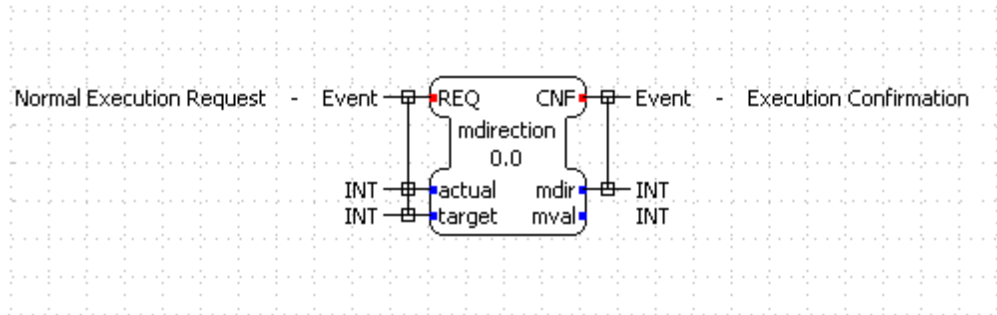 Normal Execution Request - Event REQ CNF Event - Execution Confirmation
mdirection
0.0
INT actual mdir INT
INT target mval INT